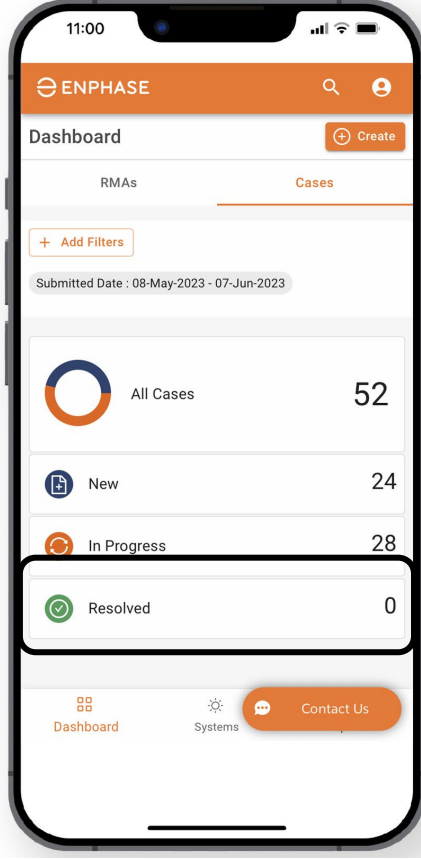 11:00
ENPHASE
Dashboard
Create
RMAs
Cases
+ Add Filters
Submitted Date : 08-May-2023 - 07-Jun-2023
All Cases
52
New
24
In Progress
28
Resolved
0
Dashboard
Systems
Contact Us